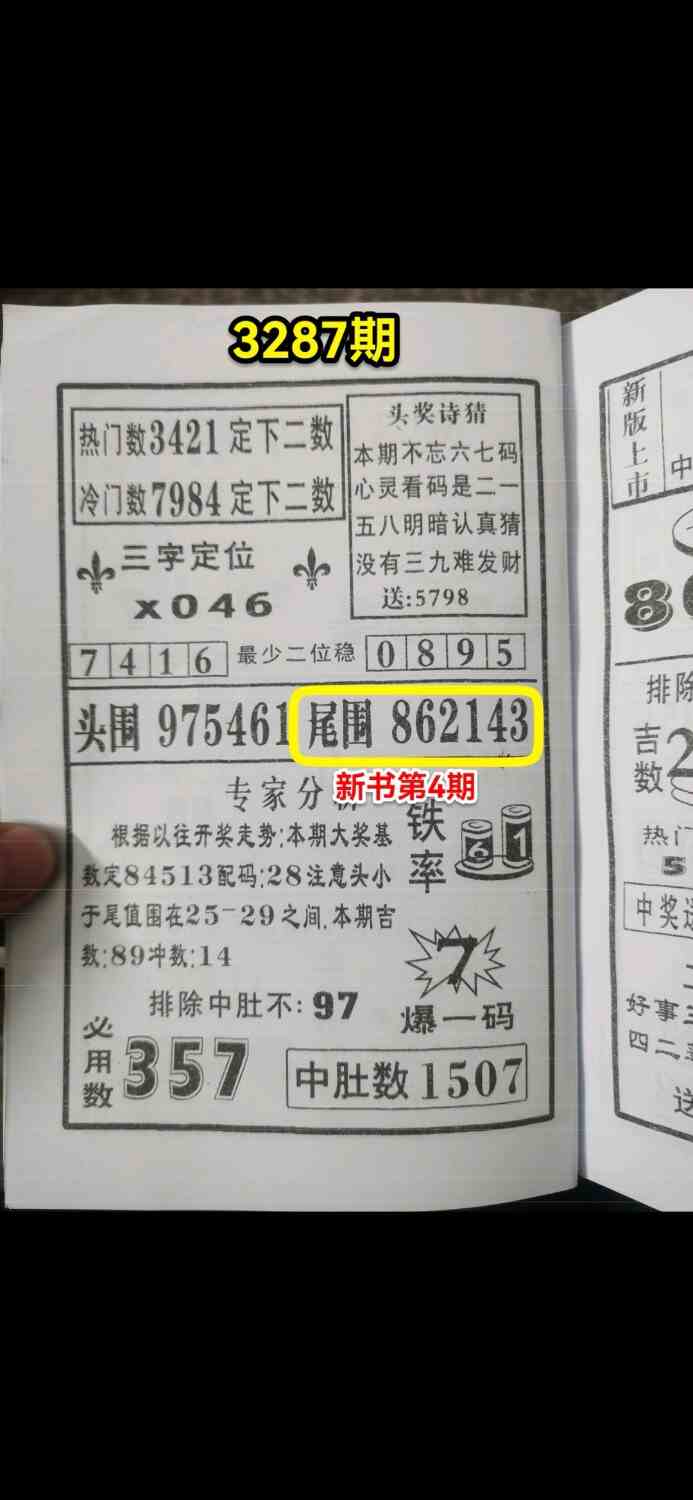 3287期
热门数3421定下二数
冷门数7984定下二数
头奖诗猜
本期不忘六七码
心灵看码是二一
五八明暗认真猜
没有三九难发财
送:5798
三字定位
x046
7416 最少二位稳 0895
头围 975461 尾围 862143
新书第4期
专家分
根据以往开奖走势;本期大奖基
数定84513配码;28注意头小
于尾值围在25-29之间,本期吉
数;89冲数;14
铁率
6 1
7
爆一码
排除中肚不:97
必用数 357
中肚数1507
新版上市
中
8
排除
吉数 2
热门
5
中奖
好事
四二
送